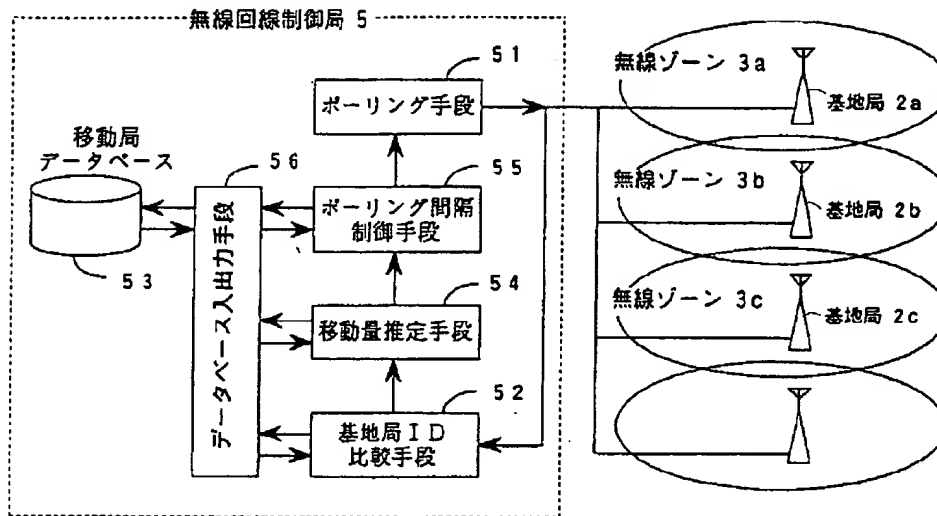 無線回線制御局 5
51
ポーリング手段
移動局
データベース
53
56
データベース入出力手段
55
ポーリング間隔
制御手段
54
移動量推定手段
52
基地局ID
比較手段
無線ゾーン 3a
基地局 2a
無線ゾーン 3b
基地局 2b
無線ゾーン 3c
基地局 2c